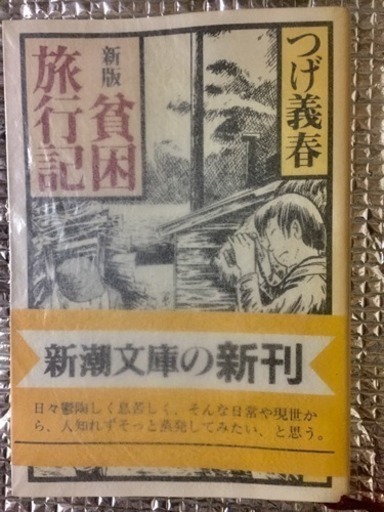 つげ義春
新版
貧困
旅行記
新潮文庫の新刊
日々鬱陶しく息苦しく、そんな日常や現世か
ら、人知れずそっと蒸発してみたい、と思う。